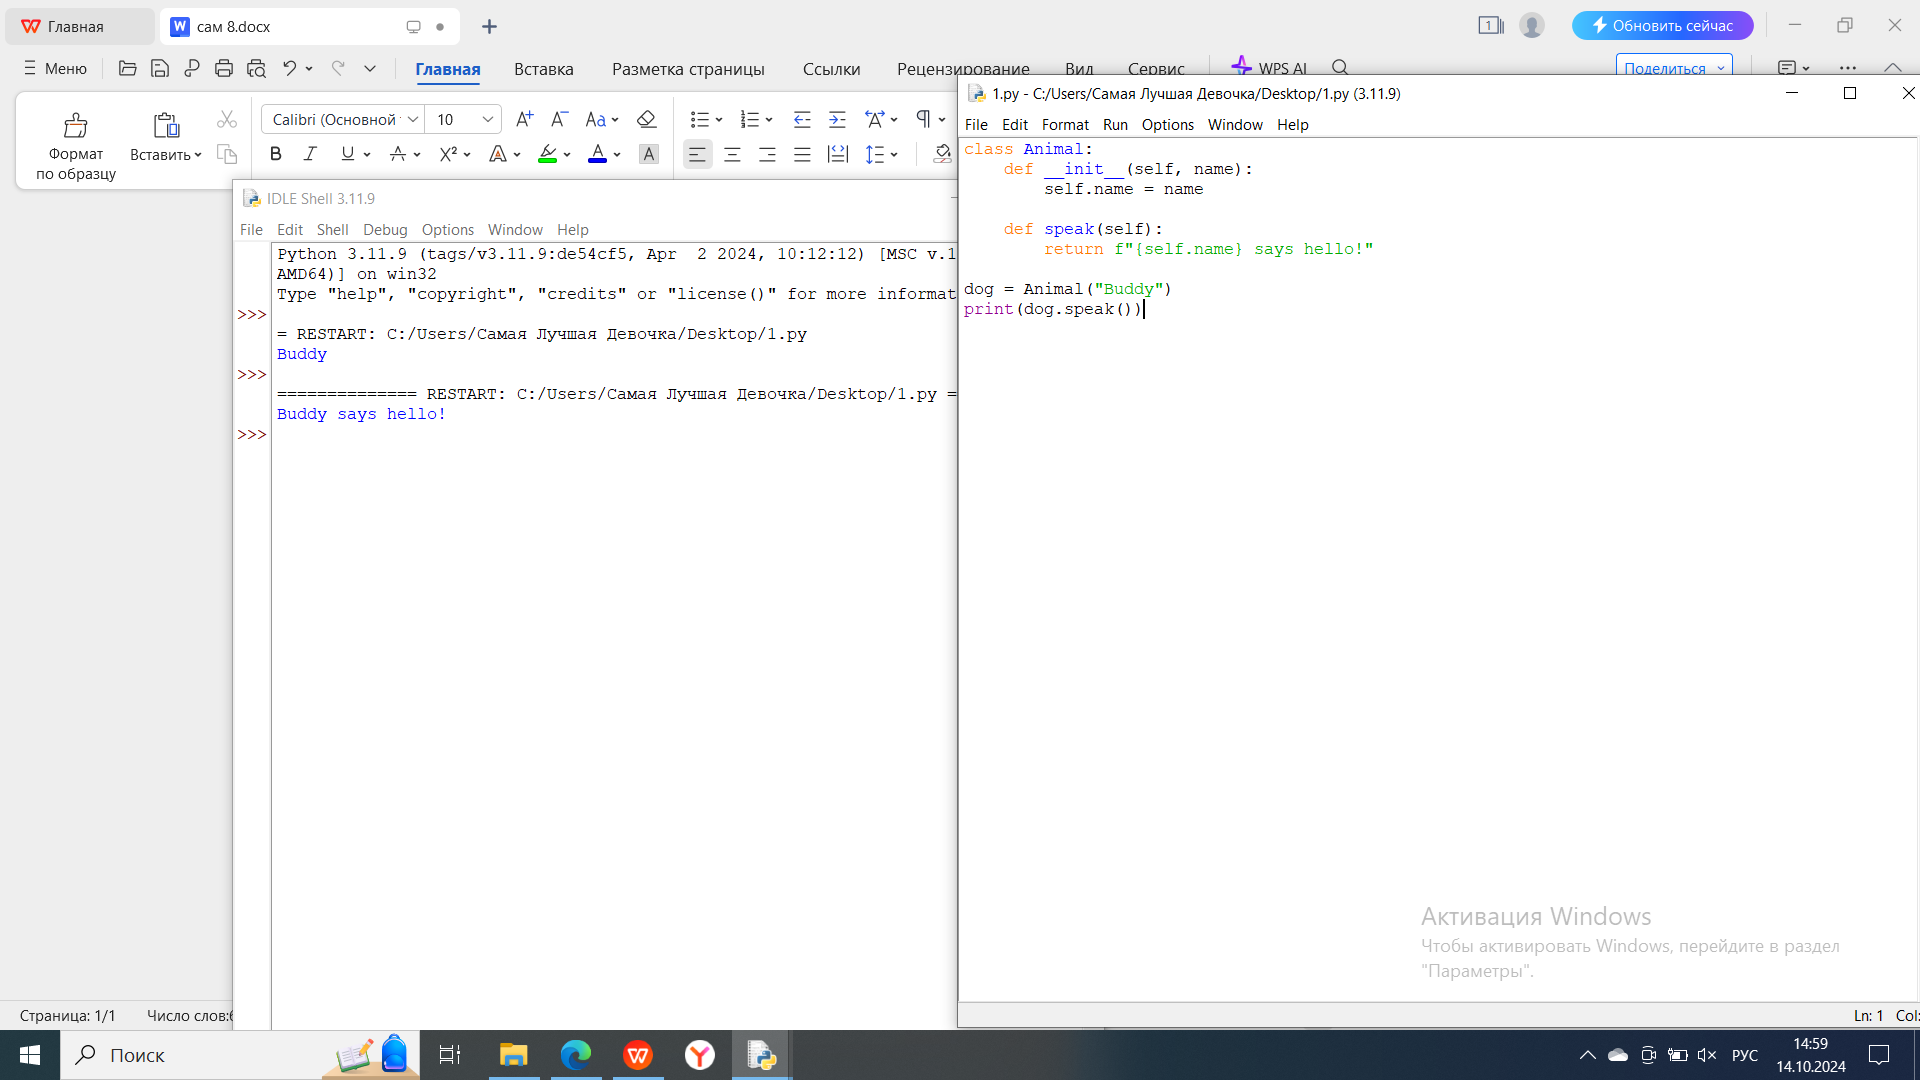 Главная
сам 8.docx
1
Обновить сейчас
Меню
Главная
Вставка
Разметка страницы
Ссылки
Рецензирование
Вид
Сервис
WPS AI
Поделиться
Формат
по образцу
Вставить
Calibri (Основной
10
1.py - C:/Users/Самая Лучшая Девочка/Desktop/1.py (3.11.9)
File Edit Format Run Options Window Help
class Animal:
    def __init__(self, name):
        self.name = name
    def speak(self):
        return f"{self.name} says hello!"
dog = Animal("Buddy")
print(dog.speak())
IDLE Shell 3.11.9
File Edit Shell Debug Options Window Help
Python 3.11.9 (tags/v3.11.9:de54cf5, Apr  2 2024, 10:12:12) [MSC v.1
AMD64)] on win32
Type "help", "copyright", "credits" or "license()" for more informat
>>>
= RESTART: C:/Users/Самая Лучшая Девочка/Desktop/1.py
Buddy
>>>
============== RESTART: C:/Users/Самая Лучшая Девочка/Desktop/1.py =
Buddy says hello!
>>>
Активация Windows
Чтобы активировать Windows, перейдите в раздел
"Параметры".
Ln: 1 Col:
Страница: 1/1
Число слов:
Поиск
РУС
14:59
14.10.2024